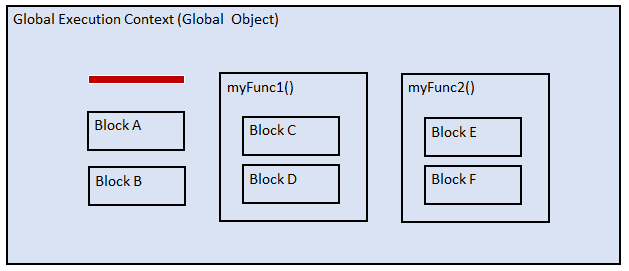 Global Execution Context (Global Object)
myFunc1()
myFunc2()
Block A
Block C
Block E
Block B
Block D
Block F